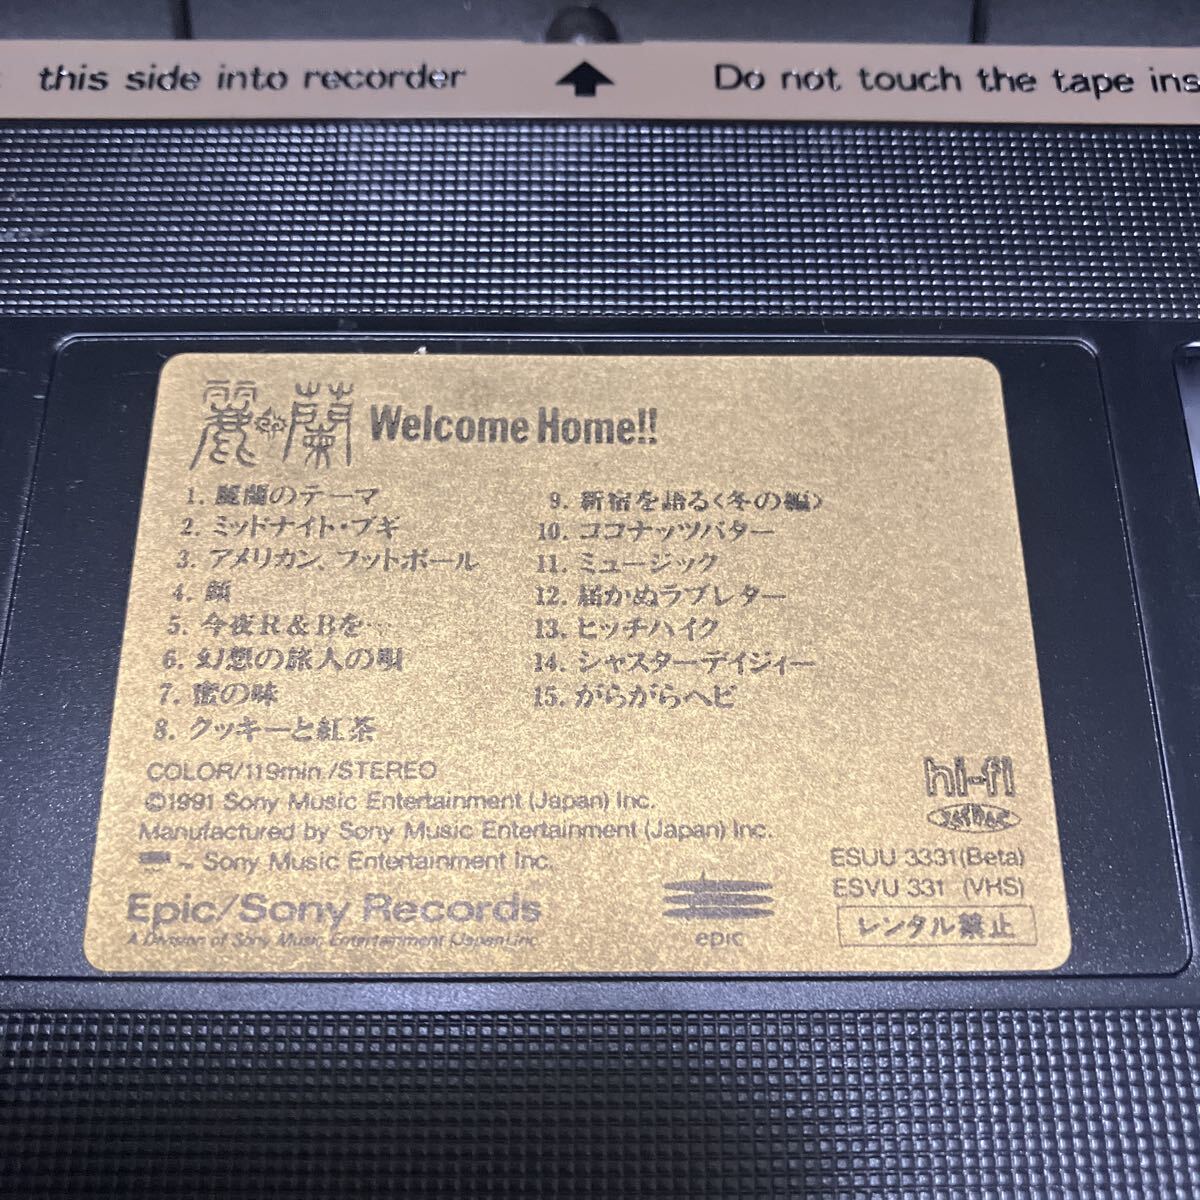 this side into recorder
Do not touch the tape ins
麗蘭 Welcome Home!!
1. 麗蘭のテーマ
2. ミッドナイト・ブギ
3. アメリカン、フットボール
4. 顔
5. 今夜R&Bを…
6. 幻想の旅人の唄
7. 蜜の味
8. クッキーと紅茶
9. 新宿を語る〈冬の編〉
10. ココナッツバター
11. ミュージック
12. 届かぬラブレター
13. ヒッチハイク
14. シャスターデイジィー
15. がらがらヘビ
COLOR/119min./STEREO
©1991 Sony Music Entertainment (Japan) Inc.
Manufactured by Sony Music Entertainment (Japan) Inc.
Sony Music Entertainment Inc.
Epic/Sony Records
A Division of Sony Music Entertainment (Japan) Inc.
epic
hi-fi
ESUU 3331(Beta)
ESVU 331 (VHS)
レンタル禁止